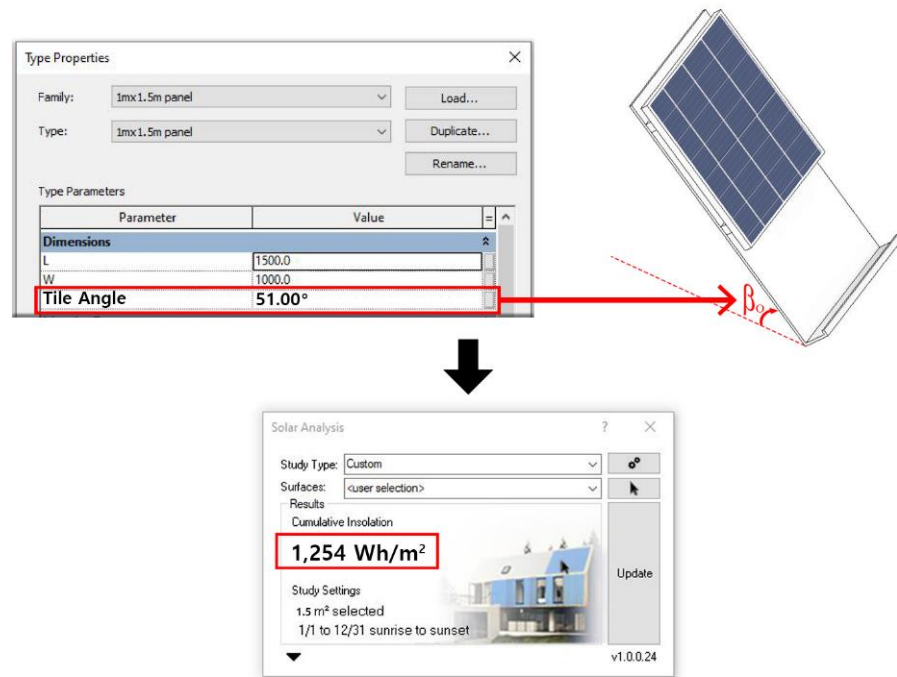 Type Properties
Family: 1mx1.5m panel Load...
Type: 1mx1.5m panel Duplicate...
Rename...
Type Parameters
Parameter Value =
Dimensions
L 1500.0
W 1000.0
Tile Angle 51.00°
βo
Solar Analysis ?
Study Type: Custom
Surfaces: <user selection>
Results
Cumulative Insolation
1,254 Wh/m²
Update
Study Settings
1.5 m² selected
1/1 to 12/31 sunrise to sunset
v1.0.0.24